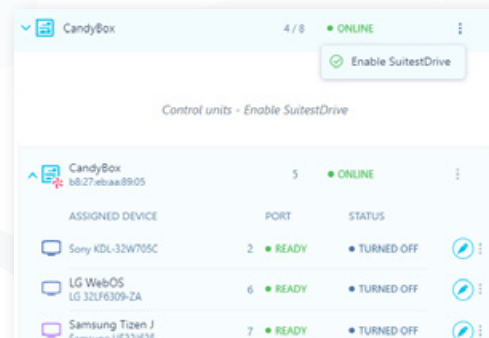 CandyBox 4 / 8 ONLINE
Enable SuitestDrive
Control units - Enable SuitestDrive
CandyBox 5 ONLINE
b8:27:eb:aa:89:05
ASSIGNED DEVICE PORT STATUS
Sony KDL-32W705C 2 READY TURNED OFF
LG WebOS
LG 32LF6309-ZA 6 READY TURNED OFF
Samsung Tizen J 7 READY TURNED OFF
Samsung